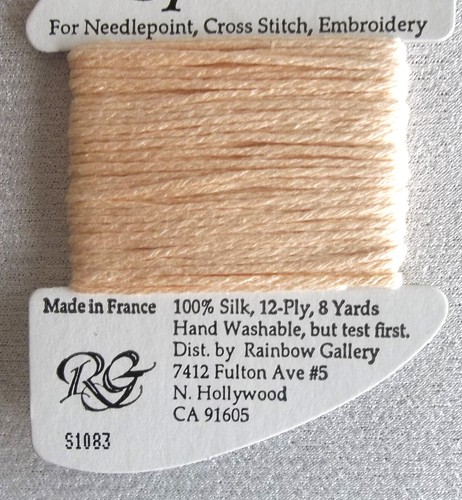 For Needlepoint, Cross Stitch, Embroidery
Made in France
100% Silk, 12-Ply, 8 Yards
Hand Washable, but test first.
Dist. by Rainbow Gallery
7412 Fulton Ave #5
N. Hollywood
CA 91605
RG
S1083